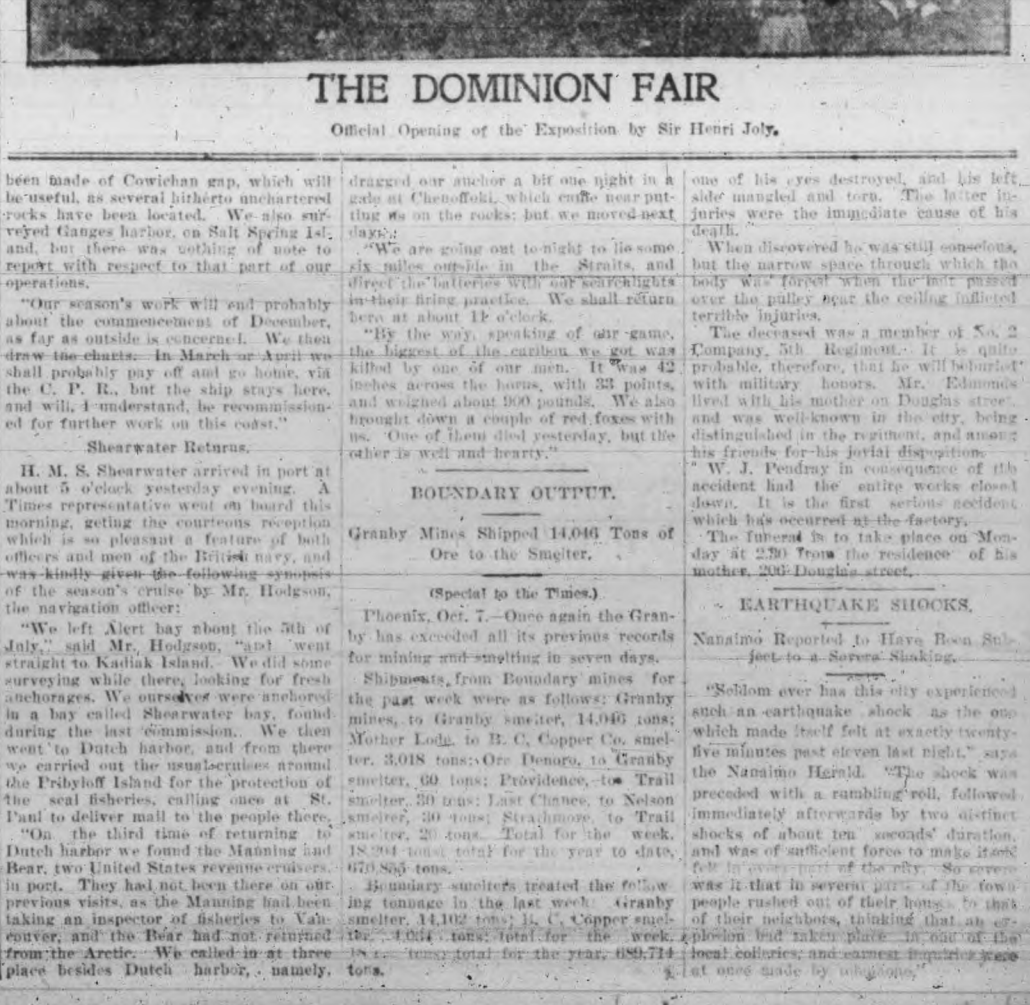 THE DOMINION FAIR
Official Opening of the Exposition by Sir Henri Joly.
been made of Cowichan gap, which will
be useful, as several hitherto unchartered
rocks have been located. We also sur-
veyed Ganges harbor, on Salt Spring Isl-
and, but there was nothing of note to
report with respect to that part of our
operations.
"Our season's work will end probably
about the commencement of December,
as far as outside is concerned. We then
draw the charts. In March or April we
shall probably pay off and go home, via
the C. P. R., but the ship stays here,
and will, I understand, be recommission-
ed for further work on this coast."
Shearwater Returns.
H. M. S. Shearwater arrived in port at
about 5 o'clock yesterday evening. A
Times representative went on board this
morning, geting the courteous reception
which is so pleasant a feature of both
officers and men of the British navy, and
was kindly given the following synopsis
of the season's cruise by Mr. Hodgson,
the navigation officer:
"We left Alert bay about the 5th of
July," said Mr. Hodgson, "and went
straight to Kadiak Island. We did some
surveying while there, looking for fresh
anchorages. We ourselves were anchored
in a bay called Shearwater bay, found
during the last commission. We then
went to Dutch harbor, and from there
we carried out the usual cruises around
the Pribyloff Island for the protection of
the seal fisheries, calling once at St.
Paul to deliver mail to the people there.
"On the third time of returning to
Dutch harbor we found the Manning and
Bear, two United States revenue cruisers,
in port. They had not been there on our
previous visits, as the Manning had been
taking an inspector of fisheries to Van-
couver, and the Bear had not returned
from the Arctic. We called in at three
place besides Dutch harbor, namely,
dragged our anchor a bit one night in a
gale at Chenoffski, which came near put-
ting us on the rocks; but we moved next
day.
"We are going out to-night to lie some
six miles outside in the Straits, and
direct the batteries with our searchlights
in their firing practice. We shall return
here at about 11 o'clock.
"By the way, speaking of our game,
the biggest of the caribou we got was
killed by one of our men. It was 42
inches across the horns, with 33 points,
and weighed about 900 pounds. We also
brought down a couple of red foxes with
us. One of them died yesterday, but the
other is well and hearty."
BOUNDARY OUTPUT.
Granby Mines Shipped 14,046 Tons of
Ore to the Smelter.
(Special to the Times.)
Phoenix, Oct. 7.—Once again the Gran-
by has exceeded all its previous records
for mining and smelting in seven days.
Shipments from Boundary mines for
the past week were as follows: Granby
mines, to Granby smelter, 14,046 tons;
Mother Lode, to B. C. Copper Co. smel-
ter, 3,018 tons; Oro Denoro, to Granby
smelter, 60 tons; Providence, to Trail
smelter, 30 tons; Last Chance, to Nelson
smelter, 30 tons; Strathmore, to Trail
smelter, 20 tons. Total for the week,
18,204 tons; total for the year to date,
tons.
Boundary smelters treated the follow-
ing tonnage in the last week: Granby
smelter, 14,102 tons; B. C. Copper smel-
ter, tons; total for the week,
tons; total for the year, 689,714
tons.
one of his eyes destroyed, and his left
side mangled and torn. The latter in-
juries were the immediate cause of his
death.
When discovered he was still conscious,
but the narrow space through which the
body was forced when the belt passed
over the pulley near the ceiling inflicted
terrible injuries.
The deceased was a member of No. 2
Company, 5th Regiment. It is quite
probable, therefore, that he will be buried
with military honors. Mr. Edmonds
lived with his mother on Douglas street,
and was well-known in the city, being
distinguished in the regiment, and among
his friends for his jovial disposition.
W. J. Pendray in consequence of the
accident had the entire works closed
down. It is the first serious accident
which has occurred at the factory.
The funeral is to take place on Mon-
day at 2.30 from the residence of his
mother, 206 Douglas street.
EARTHQUAKE SHOCKS.
Nanaimo Reported to Have Been Sub-
ject to a Severe Shaking.
"Seldom ever has this city experienced
such an earthquake shock as the one
which made itself felt at exactly twenty-
five minutes past eleven last night," says
the Nanaimo Herald. "The shock was
preceded with a rumbling roll, followed
immediately afterwards by two distinct
shocks of about ten seconds' duration,
and was of sufficient force to make itself
felt in every part of the city. So severe
was it that in several parts of the town
people rushed out of their house to that
of their neighbors, thinking that an ex-
plosion had taken place in one of the
local colleries, and earnest inquiries were
at once made by telephone."